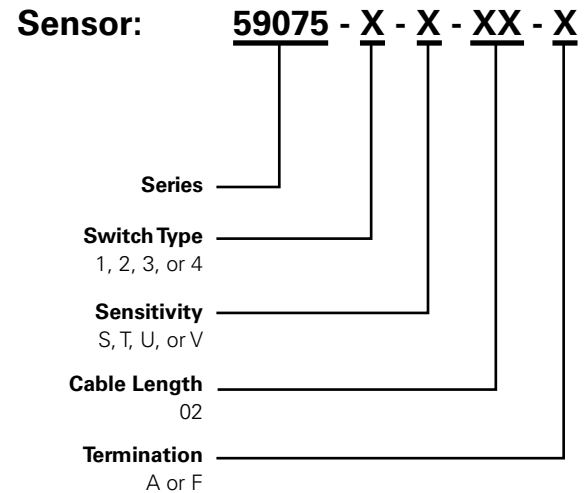 Sensor: 59075 - X - X - XX - X
Series
Switch Type
1, 2, 3, or 4
Sensitivity
S, T, U, or V
Cable Length
02
Termination
A or F